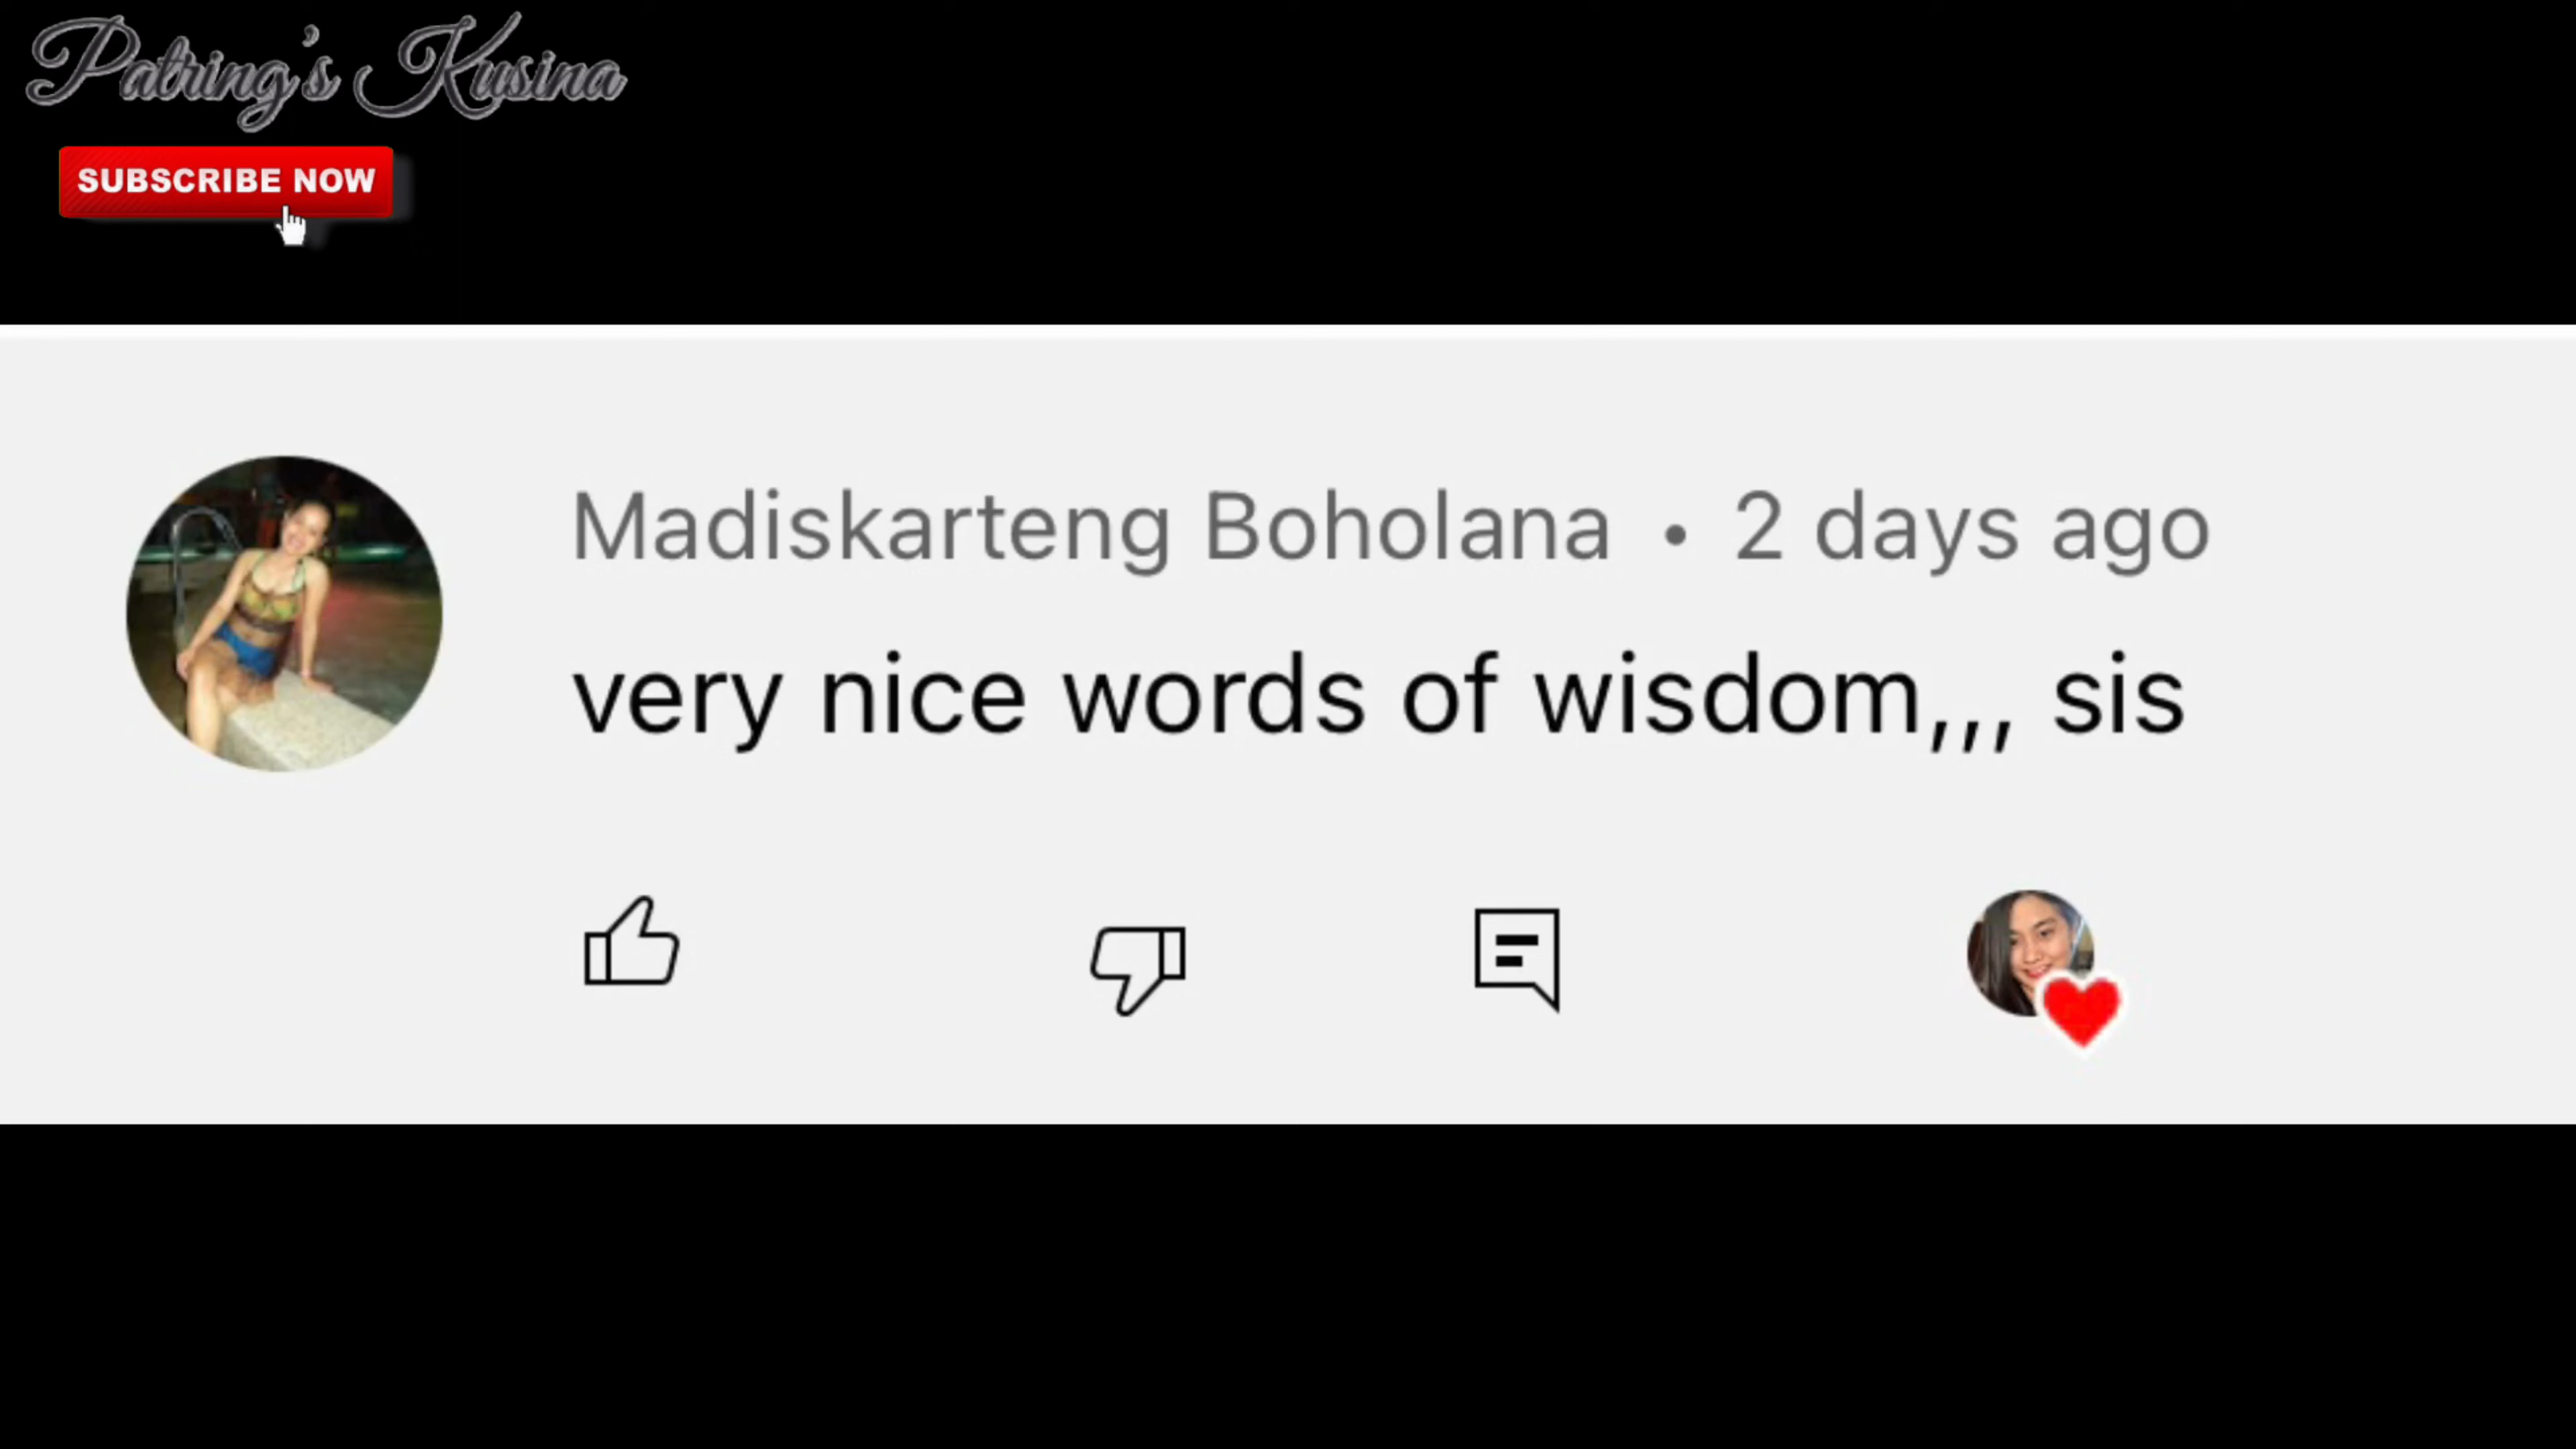 Patring's Kusina
SUBSCRIBE NOW
Madiskarteng Boholana • 2 days ago
very nice words of wisdom,,, sis